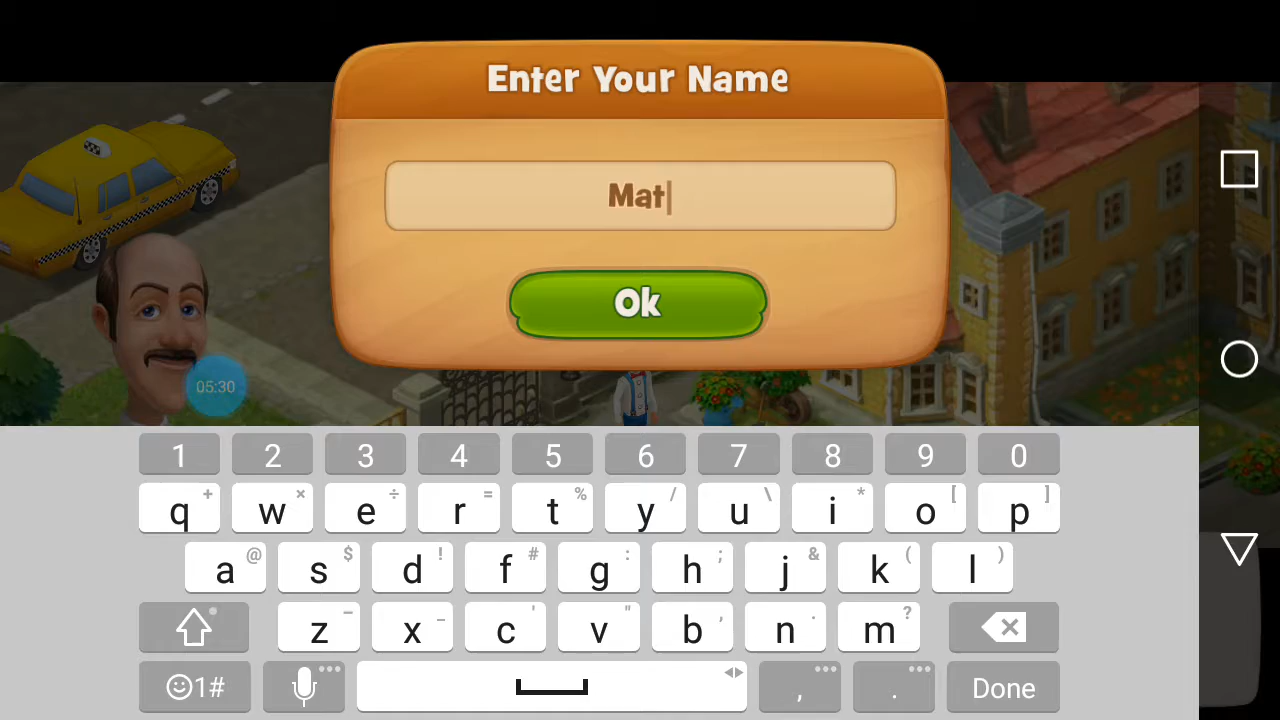 Enter Your Name
Mat
Ok
05:30
1 2 3 4 5 6 7 8 9 0
q + w × e ÷ r = t % y / u \ i * o [ p ]
a @ s $ d ! f # g : h ; j & k ( l )
z - x _ c ' v " b , n . m ?
1# , . Done